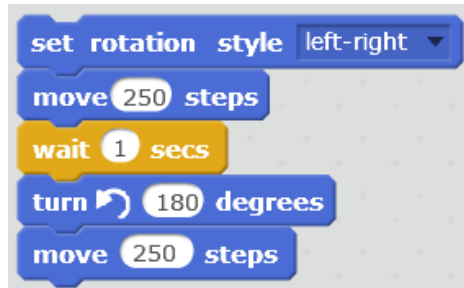 set rotation style left-right
move 250 steps
wait 1 secs
turn 180 degrees
move 250 steps